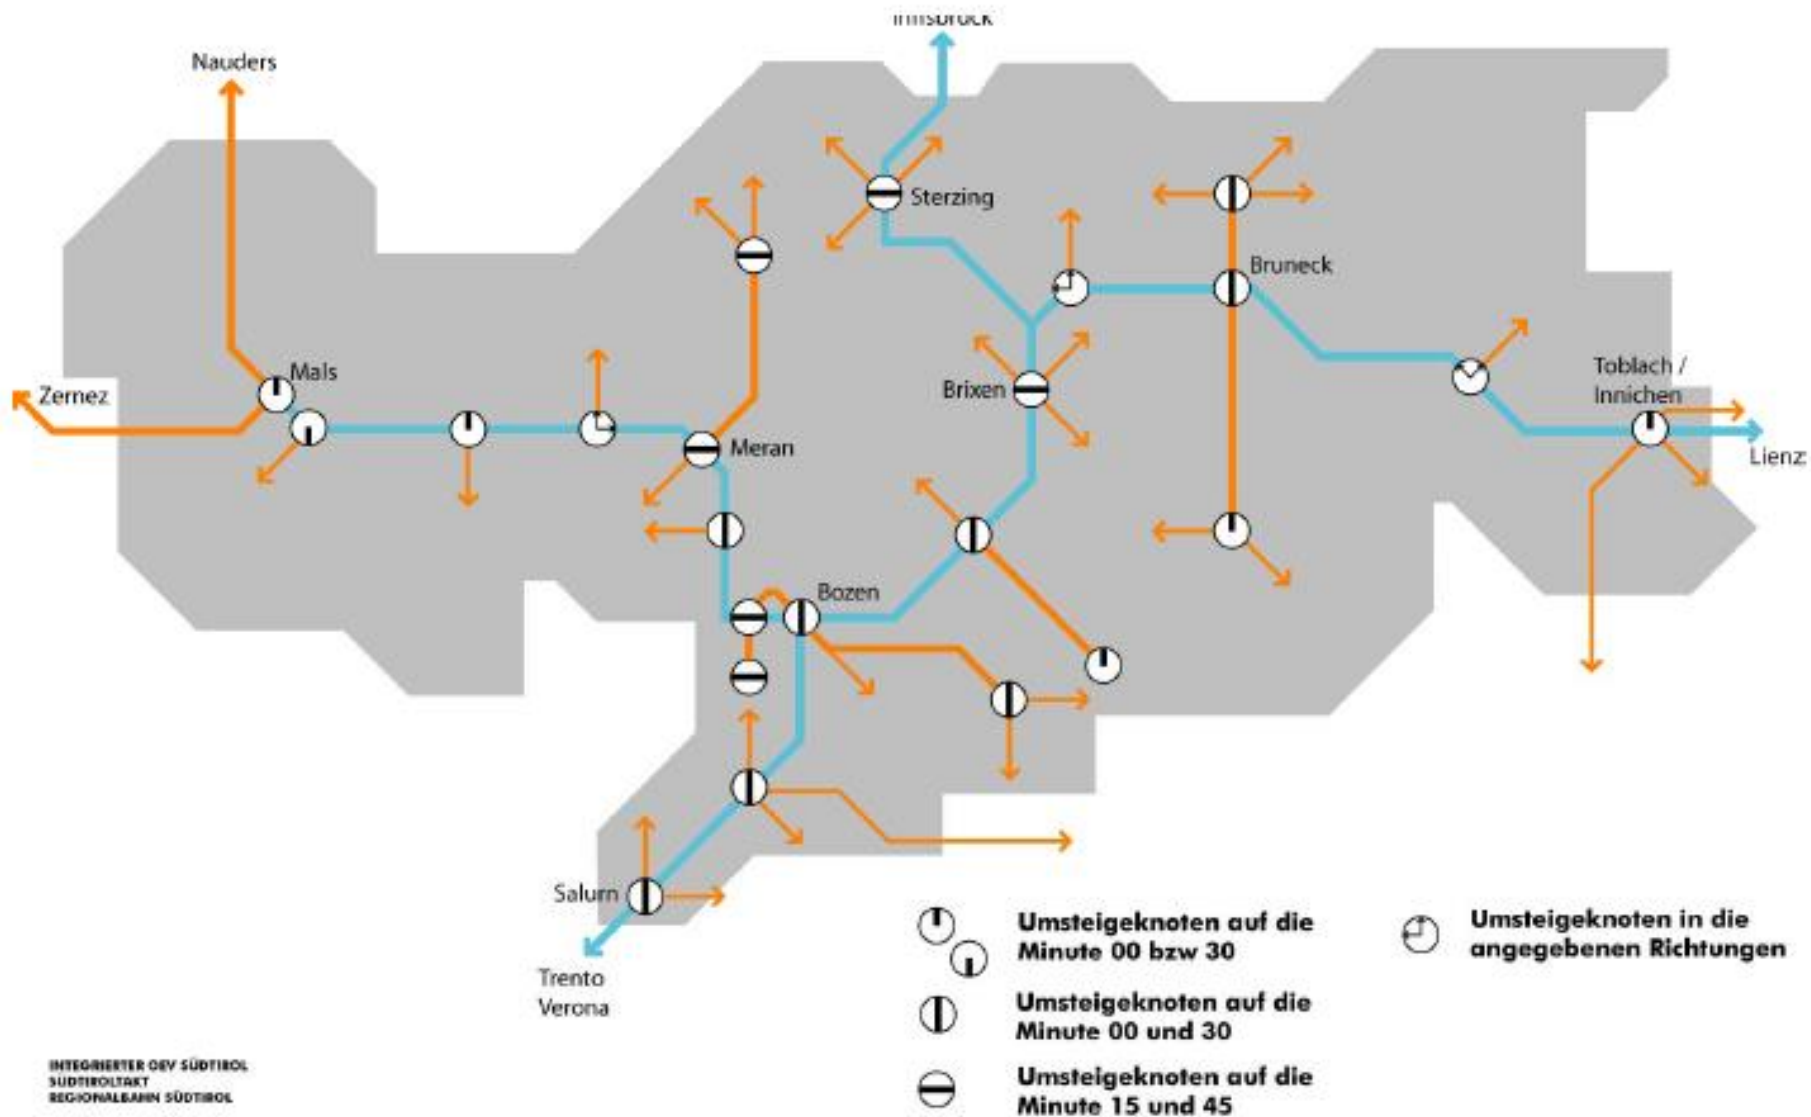 Innsbruck
Nauders
Sterzing
Bruneck
Mals
Zernez
Brixen
Toblach /
Innichen
Meran
Lienz
Bozen
Salurn
Trento
Verona
Umsteigeknoten auf die
Minute 00 bzw 30
Umsteigeknoten in die
angegebenen Richtungen
Umsteigeknoten auf die
Minute 00 und 30
Umsteigeknoten auf die
Minute 15 und 45
INTEGRIERTER OEV SÜDTIROL
SÜDTIROLTAKT
REGIONALBAHN SÜDTIROL